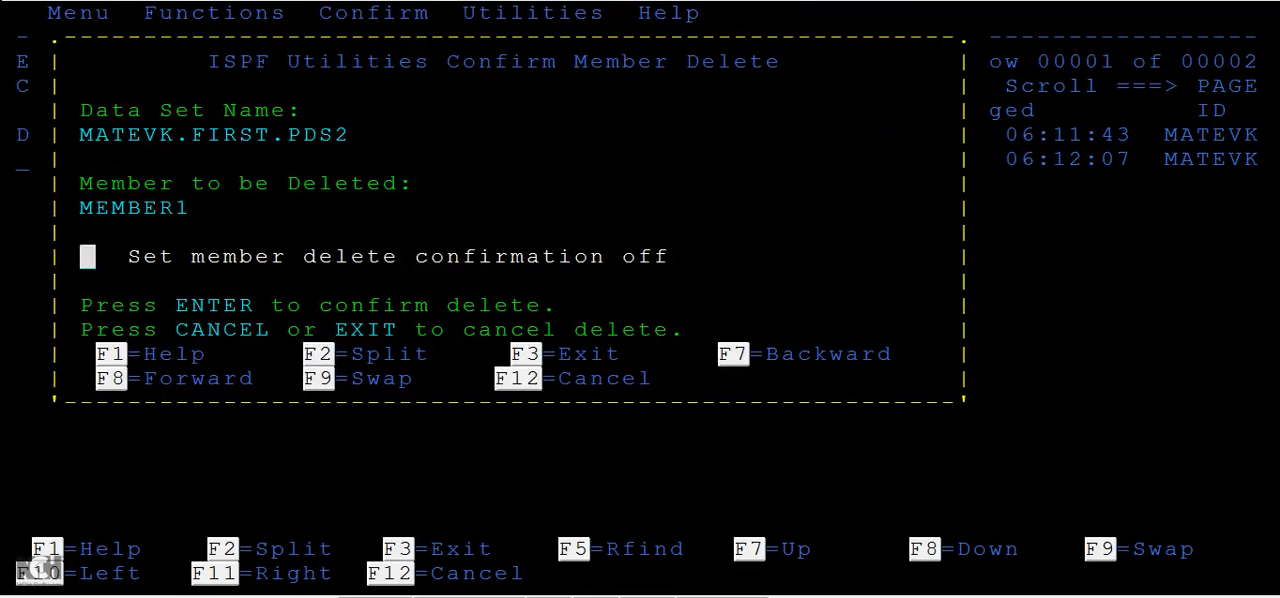 Menu  Functions  Confirm  Utilities  Help
ISPF Utilities Confirm Member Delete
E
ow 00001 of 00002
C
Scroll ===> PAGE
Data Set Name:
ged ID
D
MATEVK.FIRST.PDS2
06:11:43 MATEVK
06:12:07 MATEVK
Member to be Deleted:
MEMBER1
Set member delete confirmation off
Press ENTER to confirm delete.
Press CANCEL or EXIT to cancel delete.
F1=Help F2=Split F3=Exit F7=Backward
F8=Forward F9=Swap F12=Cancel
F1=Help F2=Split F3=Exit F5=Rfind F7=Up F8=Down F9=Swap
F10=Left F11=Right F12=Cancel